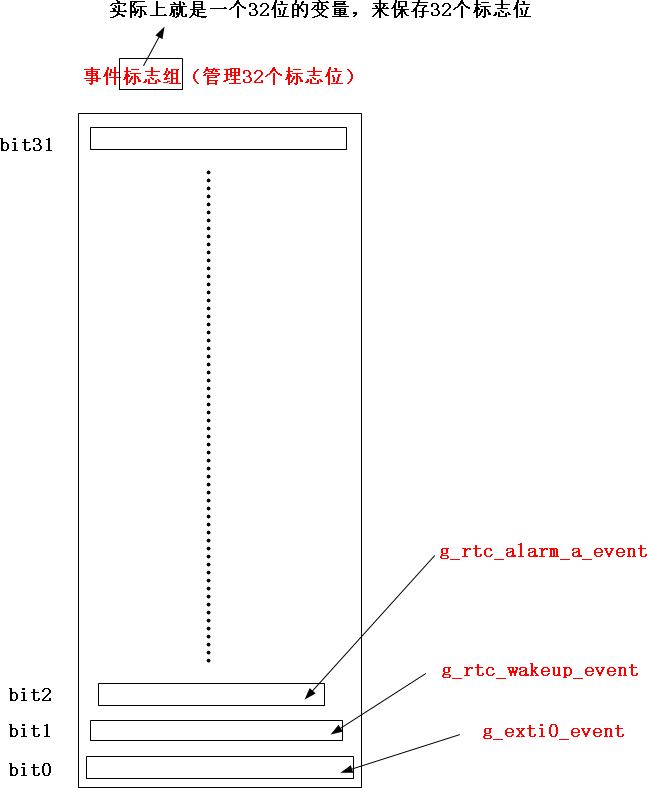 实际上就是一个32位的变量，来保存32个标志位
事件标志组（管理32个标志位）
bit31
g_rtc_alarm_a_event
g_rtc_wakeup_event
bit2
bit1
g_exti0_event
bit0